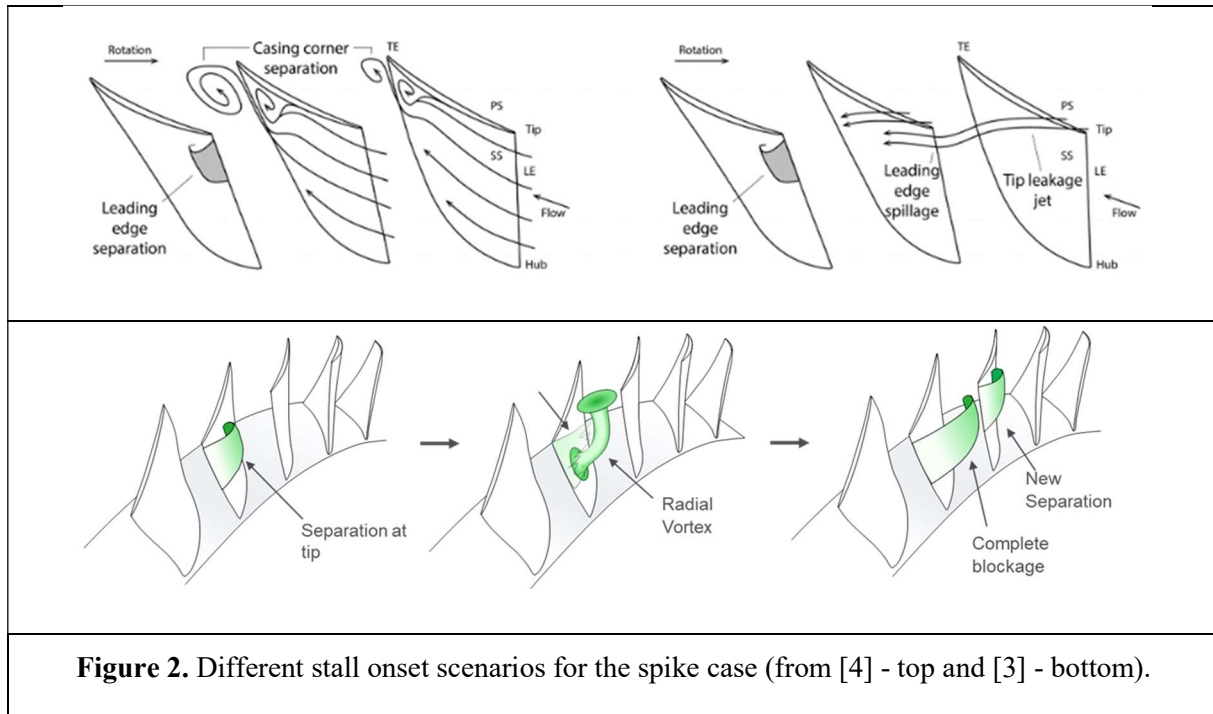 Rotation
Casing corner
separation
TE
PS
Tip
SS
LE
Leading
edge
separation
Flow
Hub
Rotation
TE
PS
Tip
SS
LE
Leading
edge
spillage
Tip leakage
jet
Leading
edge
separation
Flow
Hub
Separation at
tip
Radial
Vortex
New
Separation
Complete
blockage
Figure 2. Different stall onset scenarios for the spike case (from [4] - top and [3] - bottom).